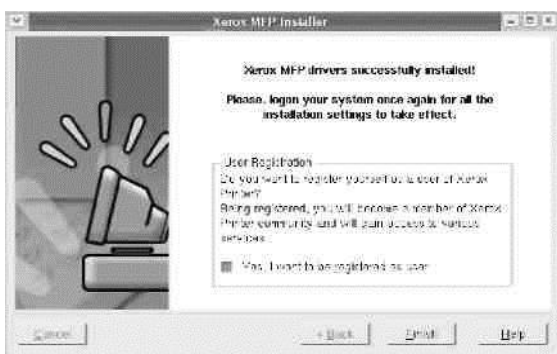 Xerox MFP Installer
Xerox MFP drivers successfully installed!
Please, logon your system once again for all the
installation settings to take effect.
User Registration
Do you want to register yourself as a user of Xerox
Printer?
Being registered, you will become a member of Xerox
Printer community and will gain access to various
services.
Yes, I want to be registered as user
Cancel
< Back
Finish
Help